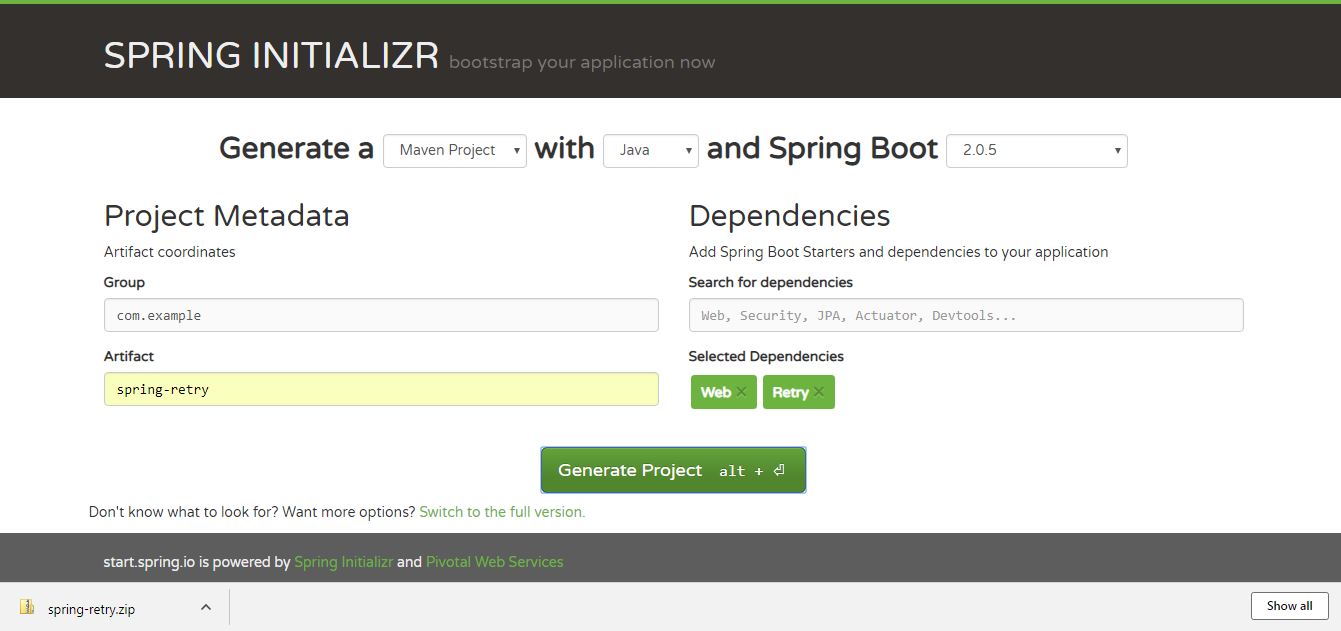 SPRING INITIALIZR bootstrap your application now
Generate a Maven Project with Java and Spring Boot 2.0.5
Project Metadata
Artifact coordinates
Group
com.example
Artifact
spring-retry
Dependencies
Add Spring Boot Starters and dependencies to your application
Search for dependencies
Web, Security, JPA, Actuator, Devtools...
Selected Dependencies
Web × Retry ×
Generate Project alt + ⏎
Don't know what to look for? Want more options? Switch to the full version.
start.spring.io is powered by Spring Initializr and Pivotal Web Services
spring-retry.zip
Show all